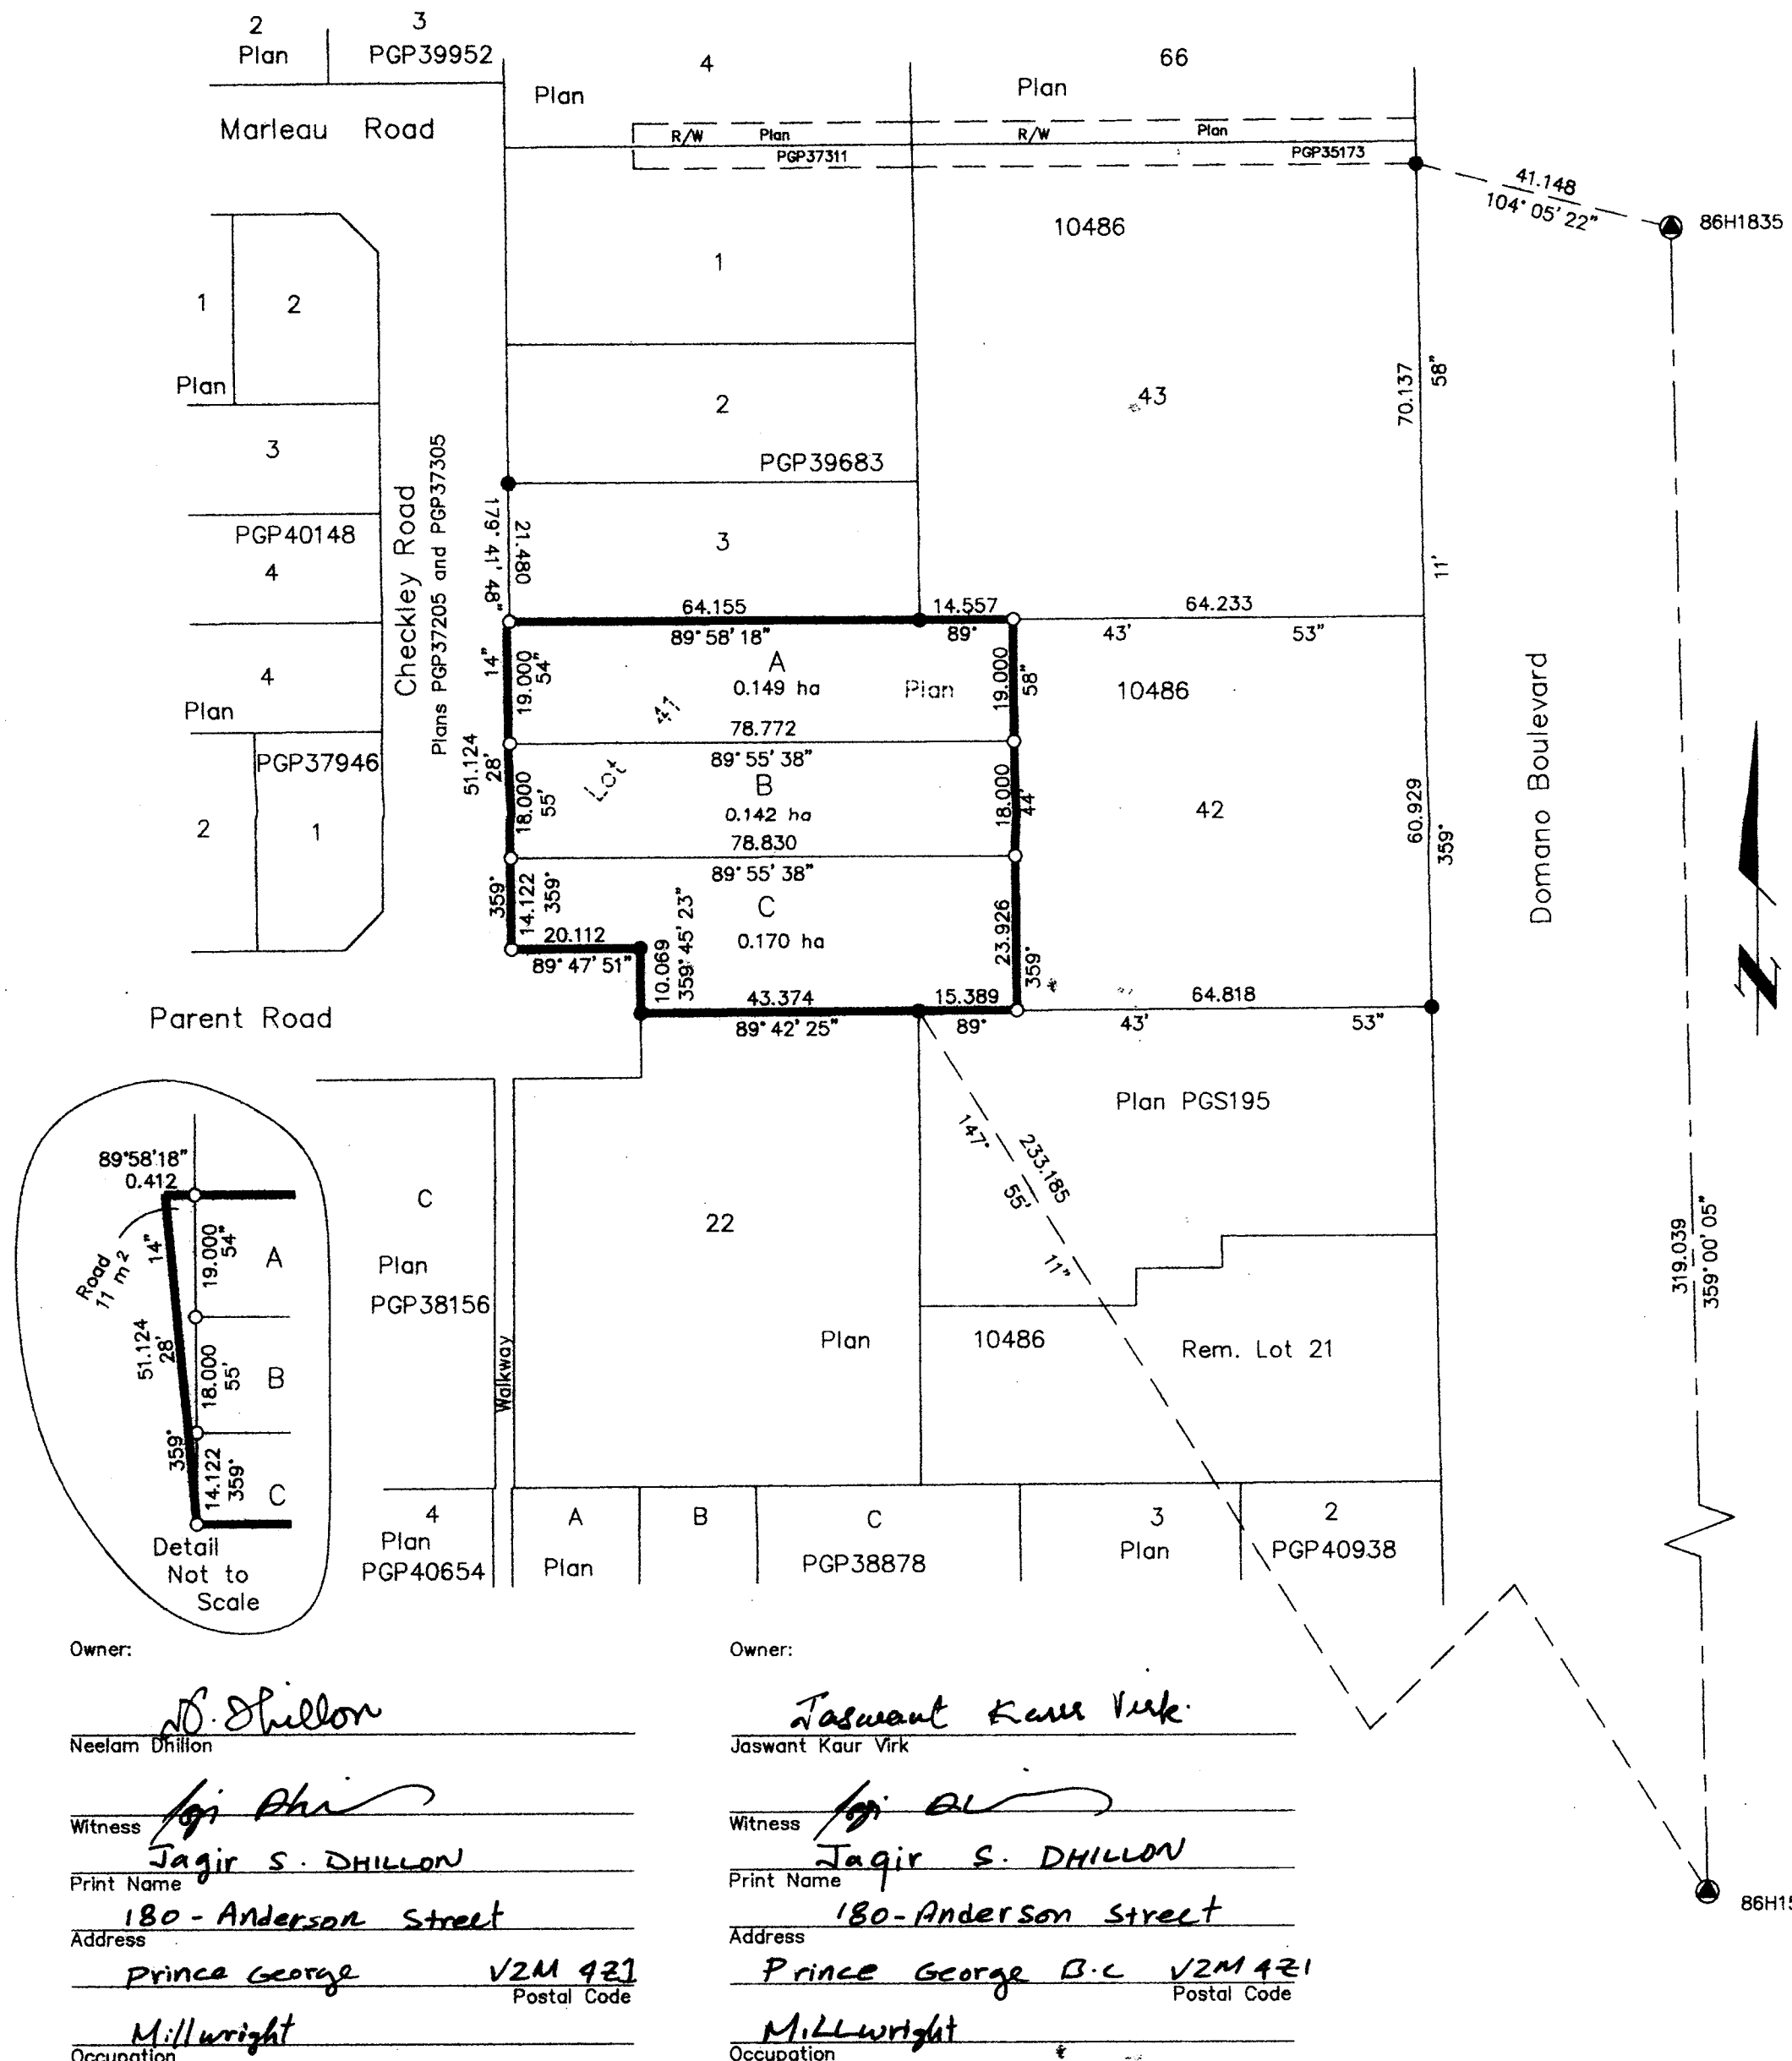 2 3
Plan PGP39952
4
66
Plan
Plan
Marleau Road
R/W Plan
R/W Plan
PGP37311
PGP35173
41.148
104° 05' 22"
86H1835
10486
1
1 2
Plan
2
43
70.137
58"
3
PGP39683
PGP40148
4
Checkley Road
Plans PGP37205 and PGP37305
21.480
179° 41' 48"
3
11'
64.155 14.557 64.233
89° 58' 18" 89° 43' 53"
4
Plan
14"
19.000
54"
A
0.149 ha
Plan
19.000
58"
10486
41
Lot
78.772
89° 55' 38"
PGP37946
51.124
28'
18.000
55'
B
0.142 ha
18.000
44'
42
60.929
359°
Domano Boulevard
2 1
78.830
89° 55' 38"
359°
14.122
359°
C
0.170 ha
23.926
359°
20.112
89° 47' 51"
10.069
359° 45' 23"
43.374 15.389 64.818
89° 42' 25" 89° 43' 53"
N
Parent Road
Plan PGS195
147° 55' 11"
233.185
319.039
359° 00' 05"
89°58'18"
0.412
Road
11 m²
14"
19.000
54"
A
51.124
28'
18.000
55'
B
359°
14.122
359°
C
Detail
Not to
Scale
C
Plan
PGP38156
Walkway
22
Plan 10486
Rem. Lot 21
4
Plan
PGP40654
A B C
Plan PGP38878
3 2
Plan PGP40938
86H15
Owner:
N. Dhillon
Neelam Dhillon
Witness
Jagir S. DHILLON
Print Name
180 - Anderson Street
Address
Prince George V2M 4Z1
Postal Code
Millwright
Occupation
Owner:
Jaswant Kaur Virk.
Jaswant Kaur Virk
Witness
Jagir S. DHILLON
Print Name
180-Anderson Street
Address
Prince George B.C V2M 4Z1
Postal Code
Millwright
Occupation